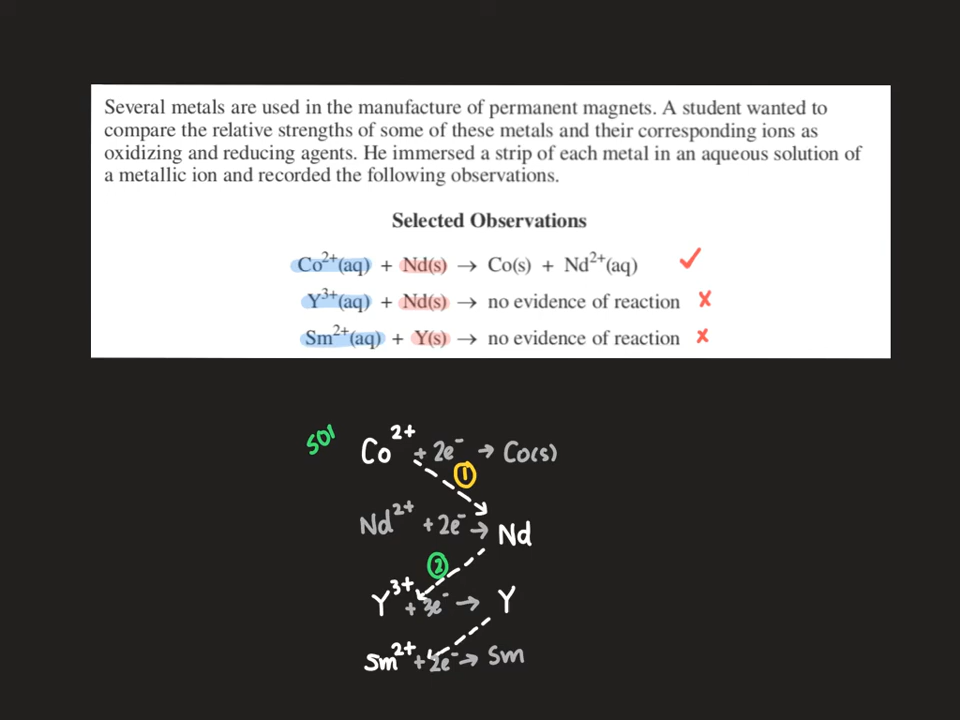 Several metals are used in the manufacture of permanent magnets. A student wanted to
compare the relative strengths of some of these metals and their corresponding ions as
oxidizing and reducing agents. He immersed a strip of each metal in an aqueous solution of
a metallic ion and recorded the following observations.
Selected Observations
Co²⁺(aq) + Nd(s) → Co(s) + Nd²⁺(aq) ✓
Y³⁺(aq) + Nd(s) → no evidence of reaction ✗
Sm²⁺(aq) + Y(s) → no evidence of reaction ✗
SOA Co²⁺ + 2e⁻ → Co(s)
①
Nd²⁺ + 2e⁻ → Nd
②
Y³⁺ + 3e⁻ → Y
Sm²⁺ + 2e⁻ → Sm